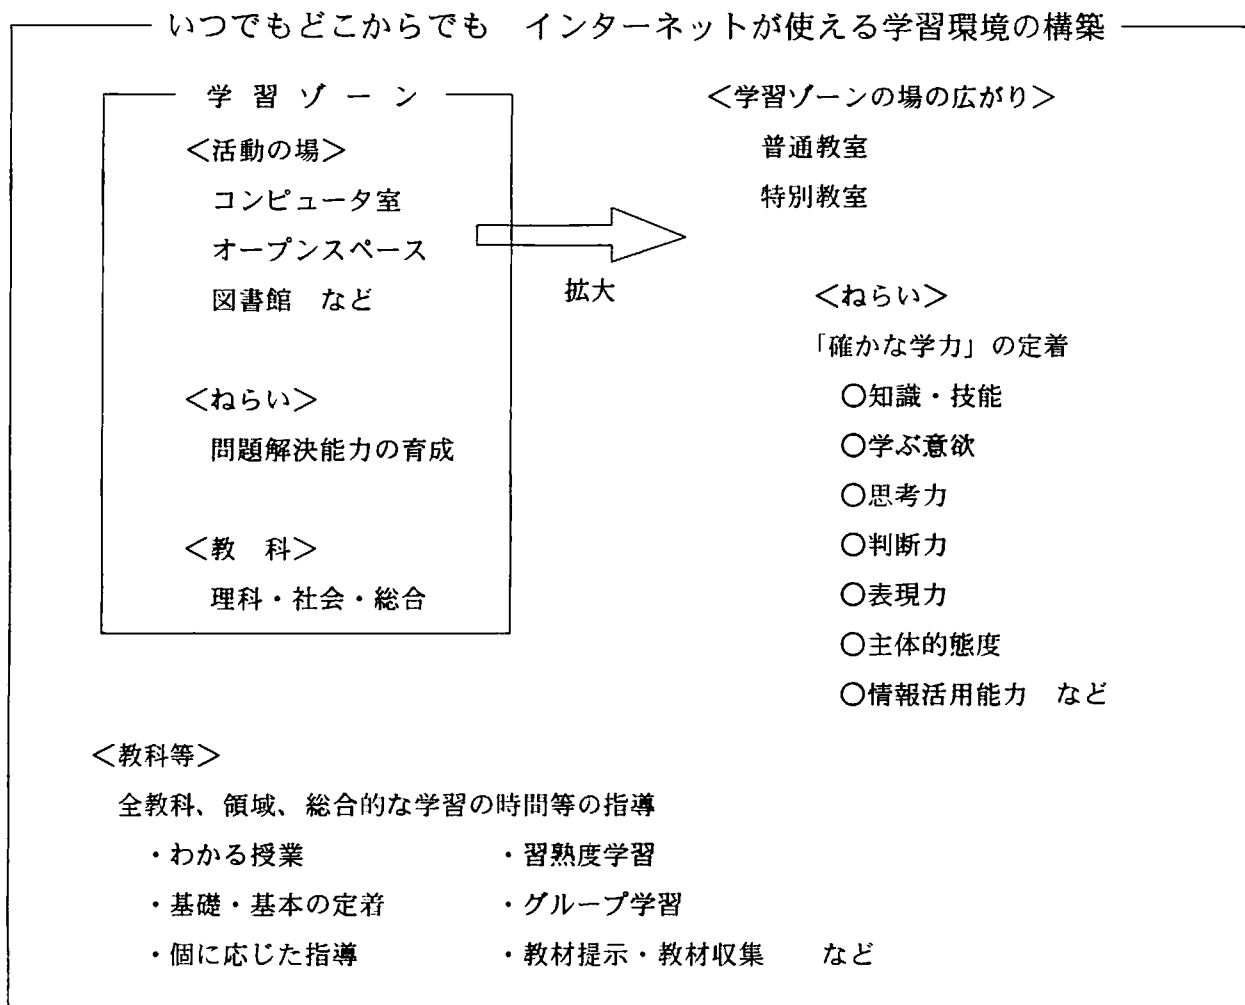 いつでもどこからでも　インターネットが使える学習環境の構築
学 習 ゾ ー ン
＜活動の場＞
コンピュータ室
オープンスペース
図書館　など
＜ねらい＞
問題解決能力の育成
＜教　科＞
理科・社会・総合
拡大
＜学習ゾーンの場の広がり＞
普通教室
特別教室
＜ねらい＞
「確かな学力」の定着
○知識・技能
○学ぶ意欲
○思考力
○判断力
○表現力
○主体的態度
○情報活用能力　など
＜教科等＞
全教科、領域、総合的な学習の時間等の指導
・わかる授業　・習熟度学習
・基礎・基本の定着　・グループ学習
・個に応じた指導　・教材提示・教材収集　など